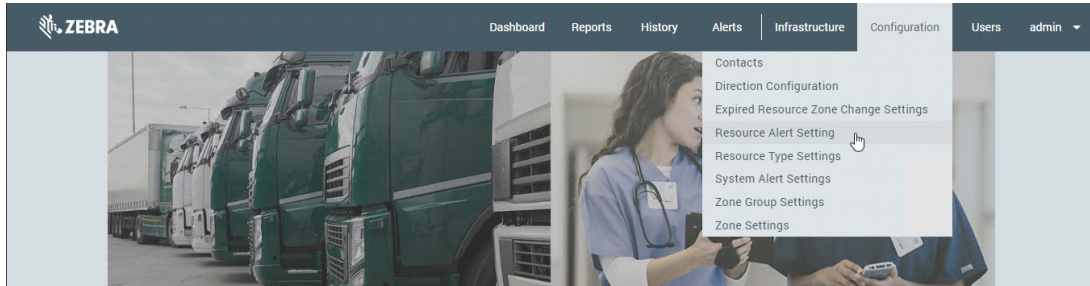 ZEBRA
Dashboard Reports History Alerts Infrastructure Configuration Users admin
Contacts
Direction Configuration
Expired Resource Zone Change Settings
Resource Alert Setting
Resource Type Settings
System Alert Settings
Zone Group Settings
Zone Settings